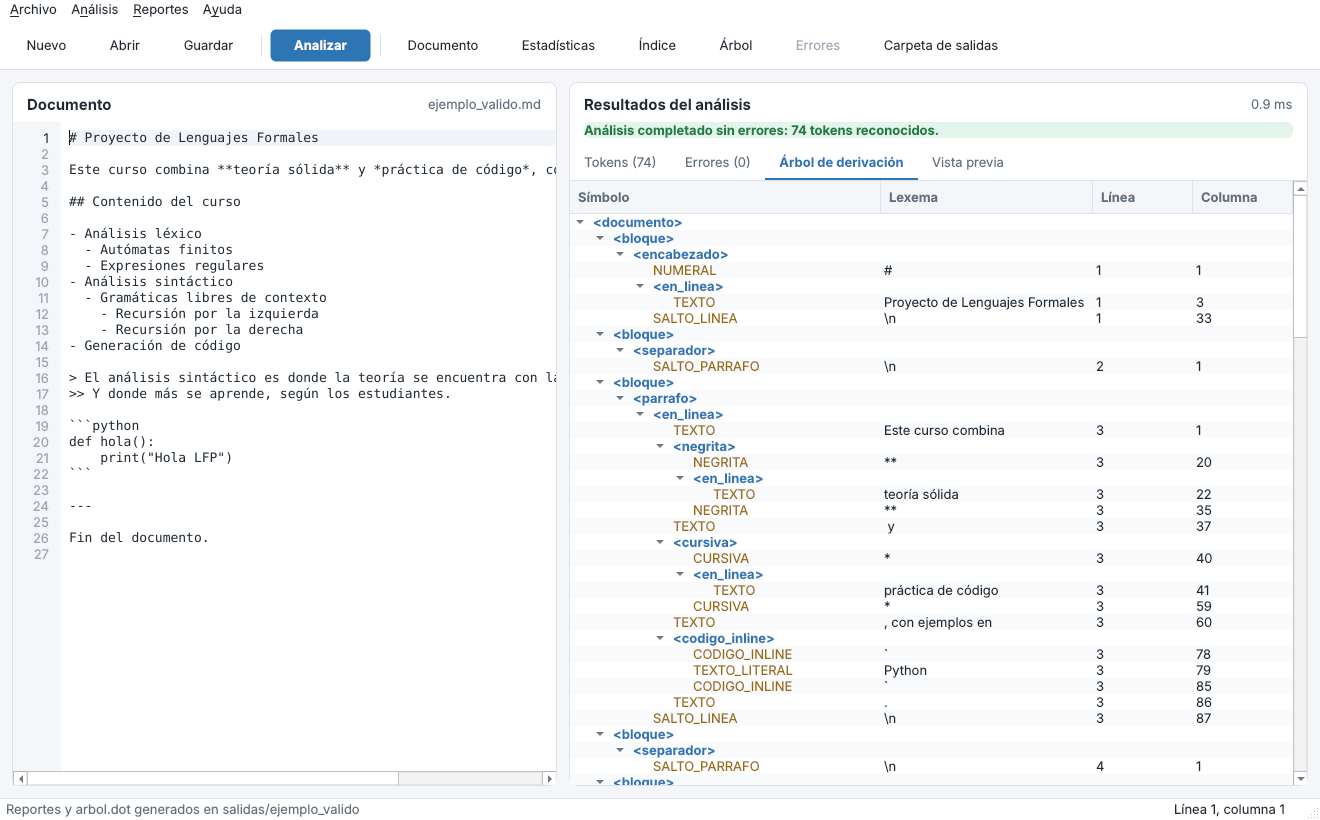 Archivo Análisis Reportes Ayuda
Nuevo Abrir Guardar Analizar Documento Estadísticas Índice Árbol Errores Carpeta de salidas
Documento ejemplo_valido.md
1 # Proyecto de Lenguajes Formales
2
3 Este curso combina **teoría sólida** y *práctica de código*, co
4
5 ## Contenido del curso
6
7 - Análisis léxico
8   - Autómatas finitos
9   - Expresiones regulares
10 - Análisis sintáctico
11   - Gramáticas libres de contexto
12     - Recursión por la izquierda
13     - Recursión por la derecha
14 - Generación de código
15
16 > El análisis sintáctico es donde la teoría se encuentra con la
17 >> Y donde más se aprende, según los estudiantes.
18
19 ```python
20 def hola():
21     print("Hola LFP")
22 ```
23
24 ---
25
26 Fin del documento.
27
Resultados del análisis 0.9 ms
Análisis completado sin errores: 74 tokens reconocidos.
Tokens (74) Errores (0) Árbol de derivación Vista previa
Símbolo Lexema Línea Columna
<documento>
<bloque>
<encabezado>
NUMERAL # 1 1
<en_linea>
TEXTO Proyecto de Lenguajes Formales 1 3
SALTO_LINEA \n 1 33
<bloque>
<separador>
SALTO_PARRAFO \n 2 1
<bloque>
<parrafo>
<en_linea>
TEXTO Este curso combina 3 1
<negrita>
NEGRITA ** 3 20
<en_linea>
TEXTO teoría sólida 3 22
NEGRITA ** 3 35
TEXTO y 3 37
<cursiva>
CURSIVA * 3 40
<en_linea>
TEXTO práctica de código 3 41
CURSIVA * 3 59
TEXTO , con ejemplos en 3 60
<codigo_inline>
CODIGO_INLINE ` 3 78
TEXTO_LITERAL Python 3 79
CODIGO_INLINE ` 3 85
TEXTO . 3 86
SALTO_LINEA \n 3 87
<bloque>
<separador>
SALTO_PARRAFO \n 4 1
<bloque>
Reportes y arbol.dot generados en salidas/ejemplo_valido Línea 1, columna 1